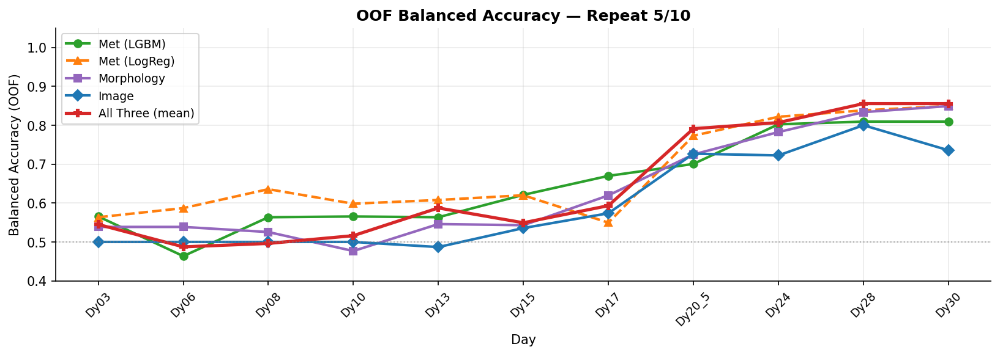 OOF Balanced Accuracy — Repeat 5/10
Met (LGBM)
Met (LogReg)
Morphology
Image
All Three (mean)
Balanced Accuracy (OOF)
1.0
0.9
0.8
0.7
0.6
0.5
0.4
Dy03
Dy06
Dy08
Dy10
Dy13
Dy15
Dy17
Dy20_5
Dy24
Dy28
Dy30
Day